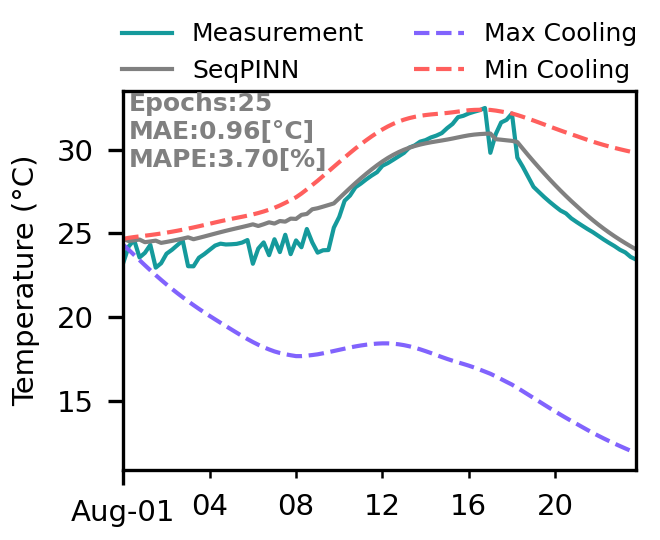 Measurement
Max Cooling
SeqPINN
Min Cooling
Epochs:25
MAE:0.96[°C]
MAPE:3.70[%]
Temperature (°C)
30
25
20
15
Aug-01
04
08
12
16
20